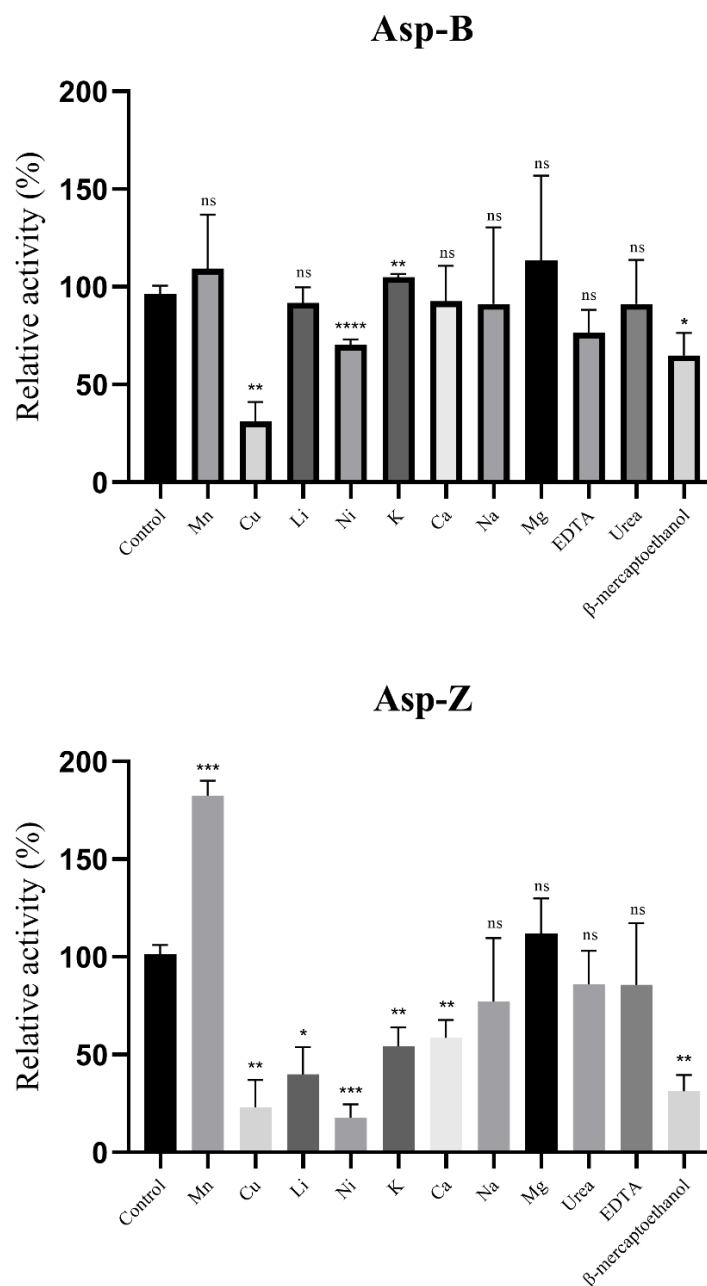 Asp-B
Relative activity (%)
200
150
100
50
0
ns
**
ns
****
**
ns
ns
ns
ns
ns
*
Control
Mn
Cu
Li
Ni
K
Ca
Na
Mg
EDTA
Urea
β-mercaptoethanol
Asp-Z
Relative activity (%)
200
150
100
50
0
***
**
*
***
**
**
ns
ns
ns
ns
**
Control
Mn
Cu
Li
Ni
K
Ca
Na
Mg
Urea
EDTA
β-mercaptoethanol